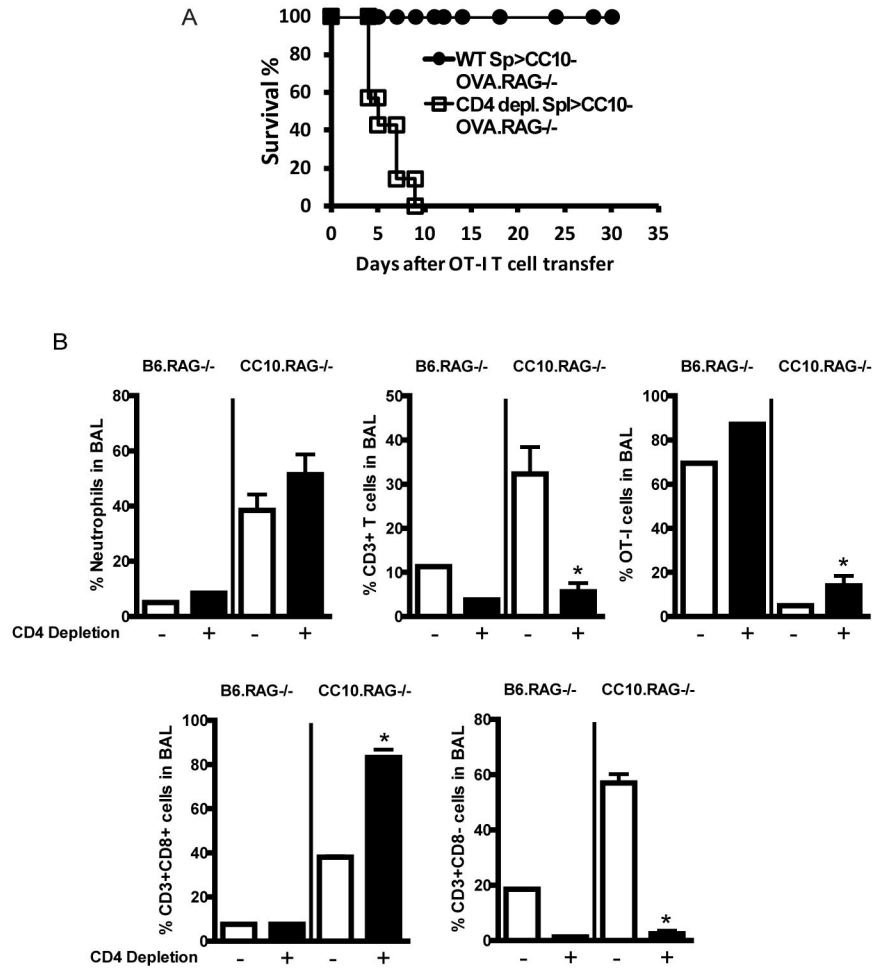 A
Survival %
100
80
60
40
20
0
0 5 10 15 20 25 30 35
Days after OT-I T cell transfer
WT Sp>CC10-
OVA.RAG-/-
CD4 depl. Spl>CC10-
OVA.RAG-/-
B
B6.RAG-/- CC10.RAG-/-
% Neutrophils in BAL
80
60
40
20
0
CD4 Depletion - + - +
B6.RAG-/- CC10.RAG-/-
% CD3+ T cells in BAL
50
40
30
20
10
0
*
- + - +
B6.RAG-/- CC10.RAG-/-
% OT-I cells in BAL
100
80
60
40
20
0
*
- + - +
B6.RAG-/- CC10.RAG-/-
% CD3+CD8+ cells in BAL
100
80
60
40
20
0
*
CD4 Depletion - + - +
B6.RAG-/- CC10.RAG-/-
% CD3+CD8- cells in BAL
80
60
40
20
0
*
- + - +